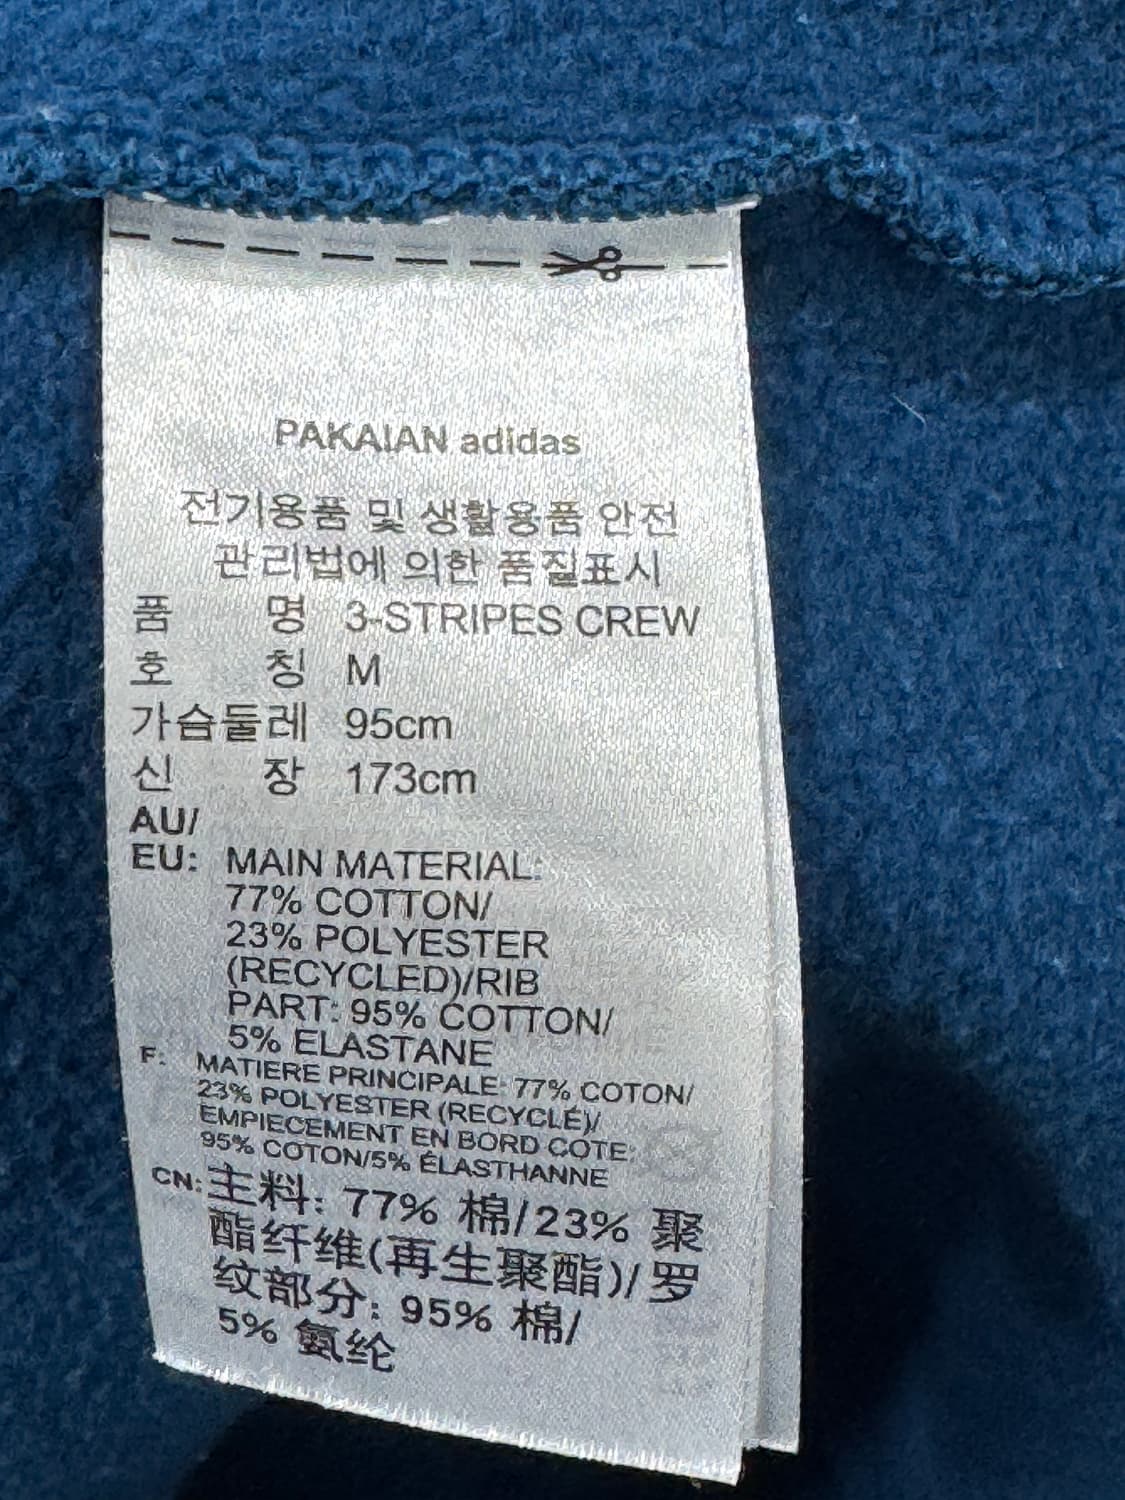 PAKAIAN adidas
전기용품 및 생활용품 안전
관리법에 의한 품질표시
품 명 3-STRIPES CREW
호 칭 M
가슴둘레 95cm
신 장 173cm
AU/
EU: MAIN MATERIAL:
77% COTTON/
23% POLYESTER
(RECYCLED)/RIB
PART: 95% COTTON/
5% ELASTANE
F: MATIERE PRINCIPALE: 77% COTON/
23% POLYESTER (RECYCLÉ)/
EMPIECEMENT EN BORD COTE:
95% COTON/5% ÉLASTHANNE
CN: 主料: 77% 棉/23% 聚
酯纤维(再生聚酯)/罗
纹部分: 95% 棉/
5% 氨纶